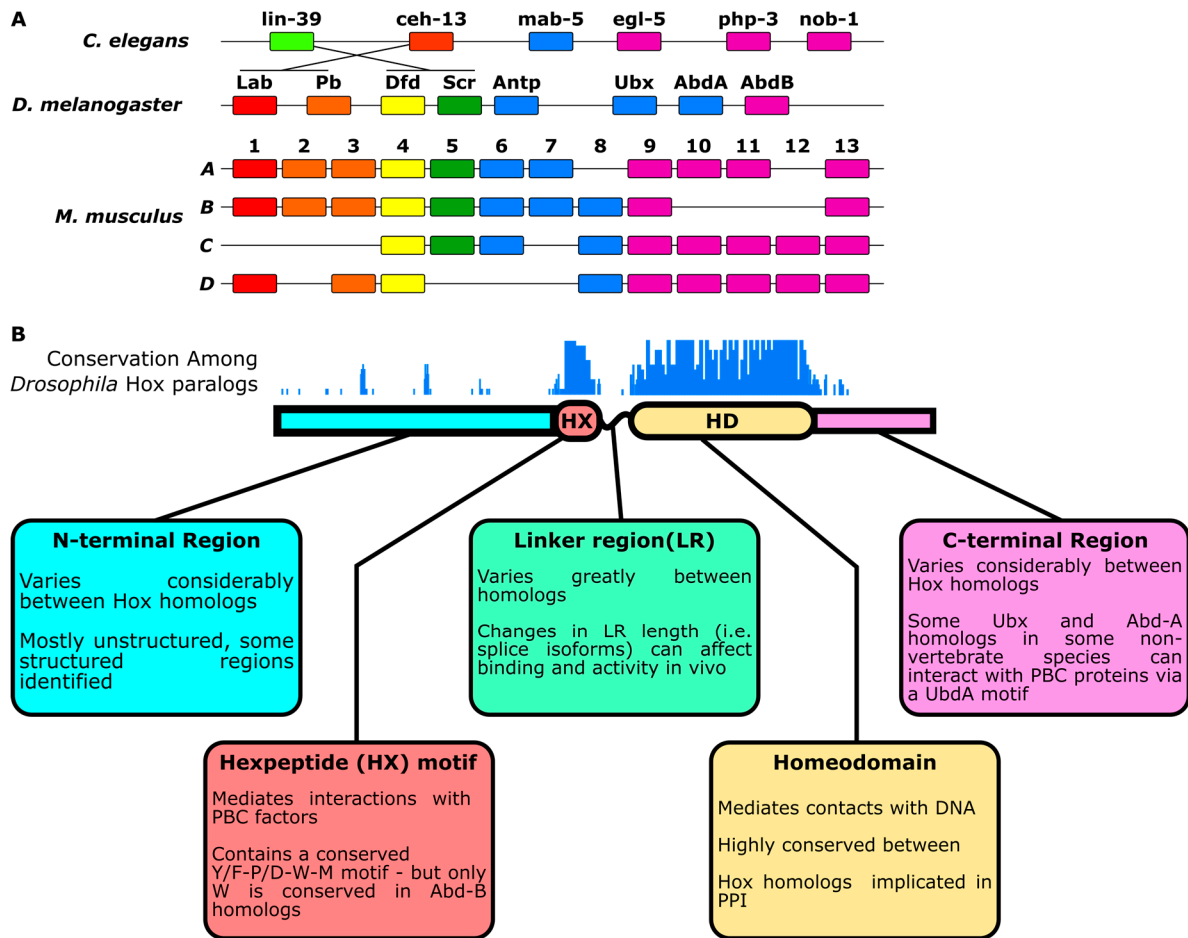 A
lin-39 ceh-13 mab-5 egl-5 php-3 nob-1
C. elegans
Lab Pb Dfd Scr Antp Ubx AbdA AbdB
D. melanogaster
1 2 3 4 5 6 7 8 9 10 11 12 13
A
B
M. musculus
C
D
B
Conservation Among
Drosophila Hox paralogs
HX HD
N-terminal Region
Varies considerably
between Hox homologs
Mostly unstructured, some
structured regions
identified
Linker region(LR)
Varies greatly between
homologs
Changes in LR length (i.e.
splice isoforms) can affect
binding and activity in vivo
C-terminal Region
Varies considerably between
Hox homologs
Some Ubx and Abd-A
homologs in some non-
vertebrate species can
interact with PBC proteins via
a UbdA motif
Hexpeptide (HX) motif
Mediates interactions with
PBC factors
Contains a conserved
Y/F-P/D-W-M motif - but only
W is conserved in Abd-B
homologs
Homeodomain
Mediates contacts with DNA
Highly conserved between
Hox homologs implicated in
PPI